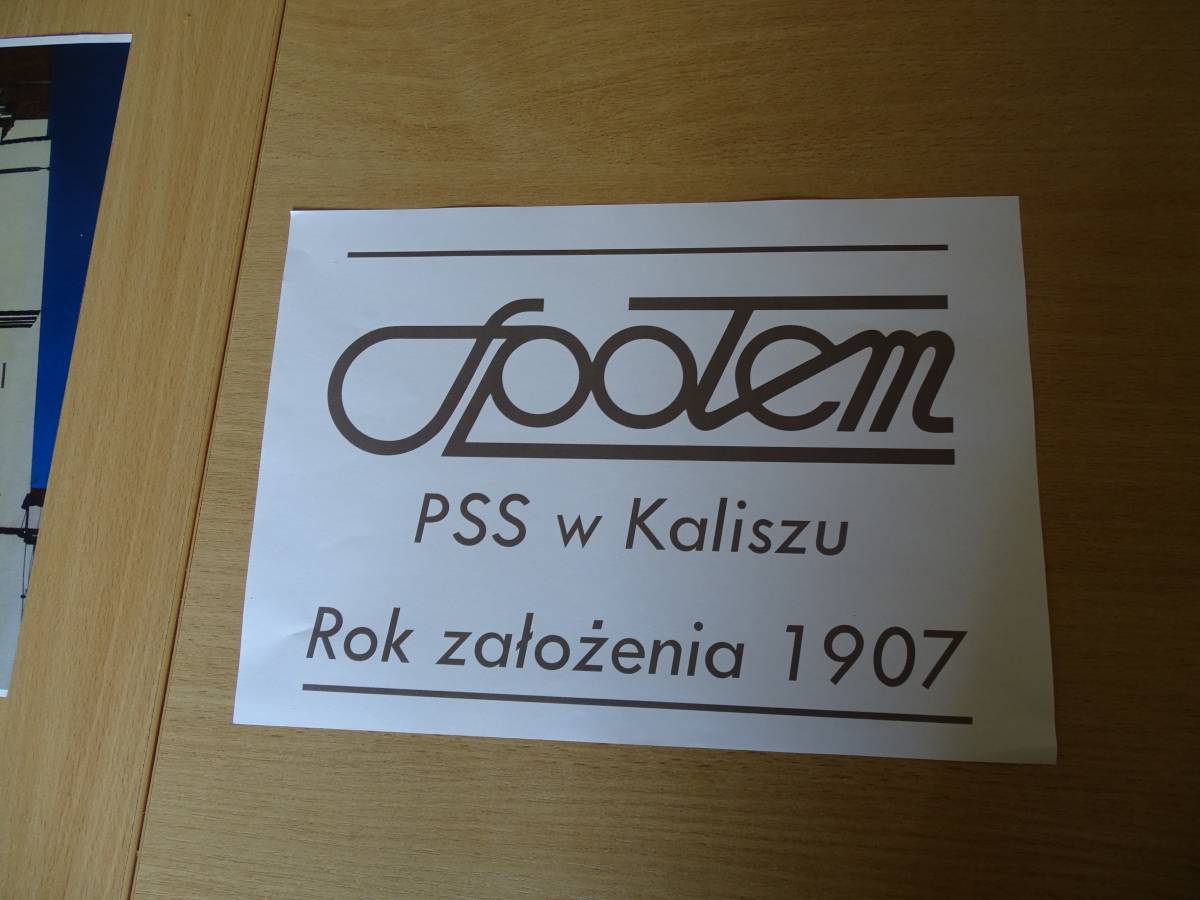 Społem
PSS w Kaliszu
Rok założenia 1907